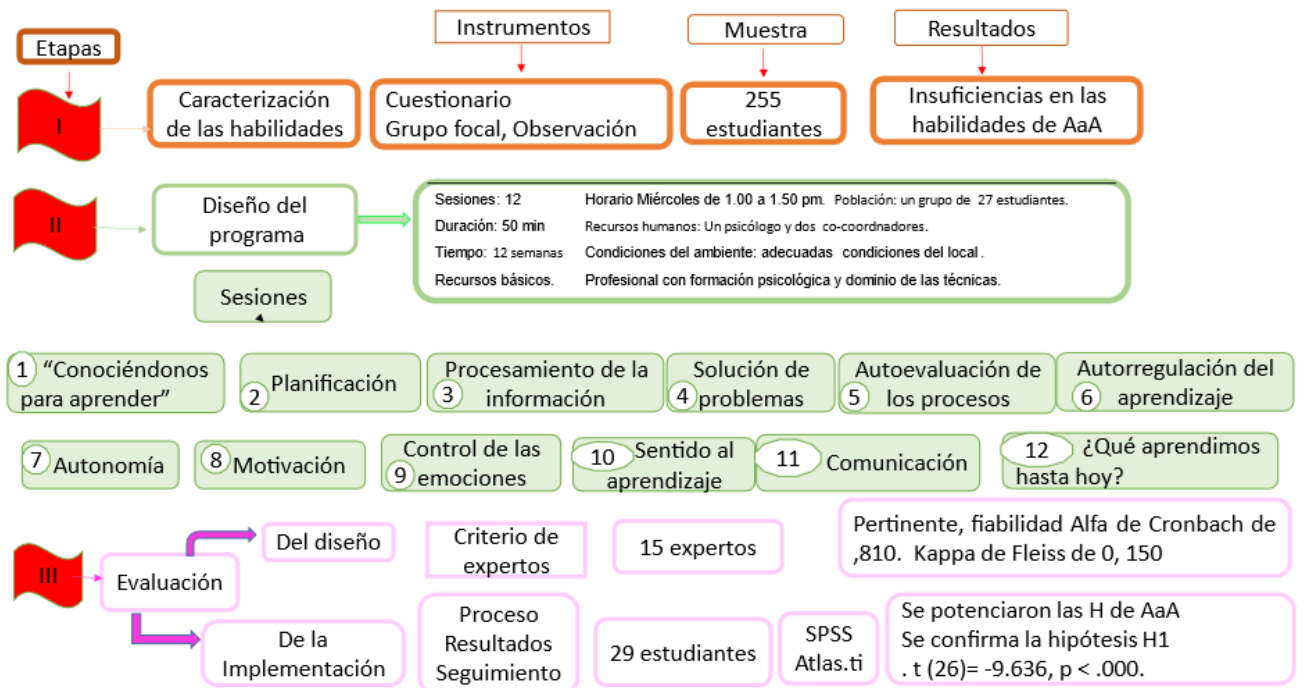 Etapas
Instrumentos
Muestra
Resultados
I
Caracterización
de las habilidades
Cuestionario
Grupo focal, Observación
255
estudiantes
Insuficiencias en las
habilidades de AaA
II
Diseño del
programa
Sesiones: 12 Horario Miércoles de 1.00 a 1.50 pm. Población: un grupo de 27 estudiantes.
Duración: 50 min Recursos humanos: Un psicólogo y dos co-coordnadores.
Tiempo: 12 semanas Condiciones del ambiente: adecuadas condiciones del local.
Recursos básicos. Profesional con formación psicológica y dominio de las técnicas.
Sesiones
1 “Conociéndonos
para aprender”
2 Planificación
Procesamiento de la
3 información
Solución de
4 problemas
Autoevaluación de
5 los procesos
Autorregulación del
6 aprendizaje
7 Autonomía
8 Motivación
Control de las
9 emociones
10 Sentido al
aprendizaje
11 Comunicación
12 ¿Qué aprendimos
hasta hoy?
III
Evaluación
Del diseño
Criterio de
expertos
15 expertos
Pertinente, fiabilidad Alfa de Cronbach de
,810. Kappa de Fleiss de 0, 150
De la
Implementación
Proceso
Resultados
Seguimiento
29 estudiantes
SPSS
Atlas.ti
Se potenciaron las H de AaA
Se confirma la hipótesis H1
. t (26)= -9.636, p < .000.